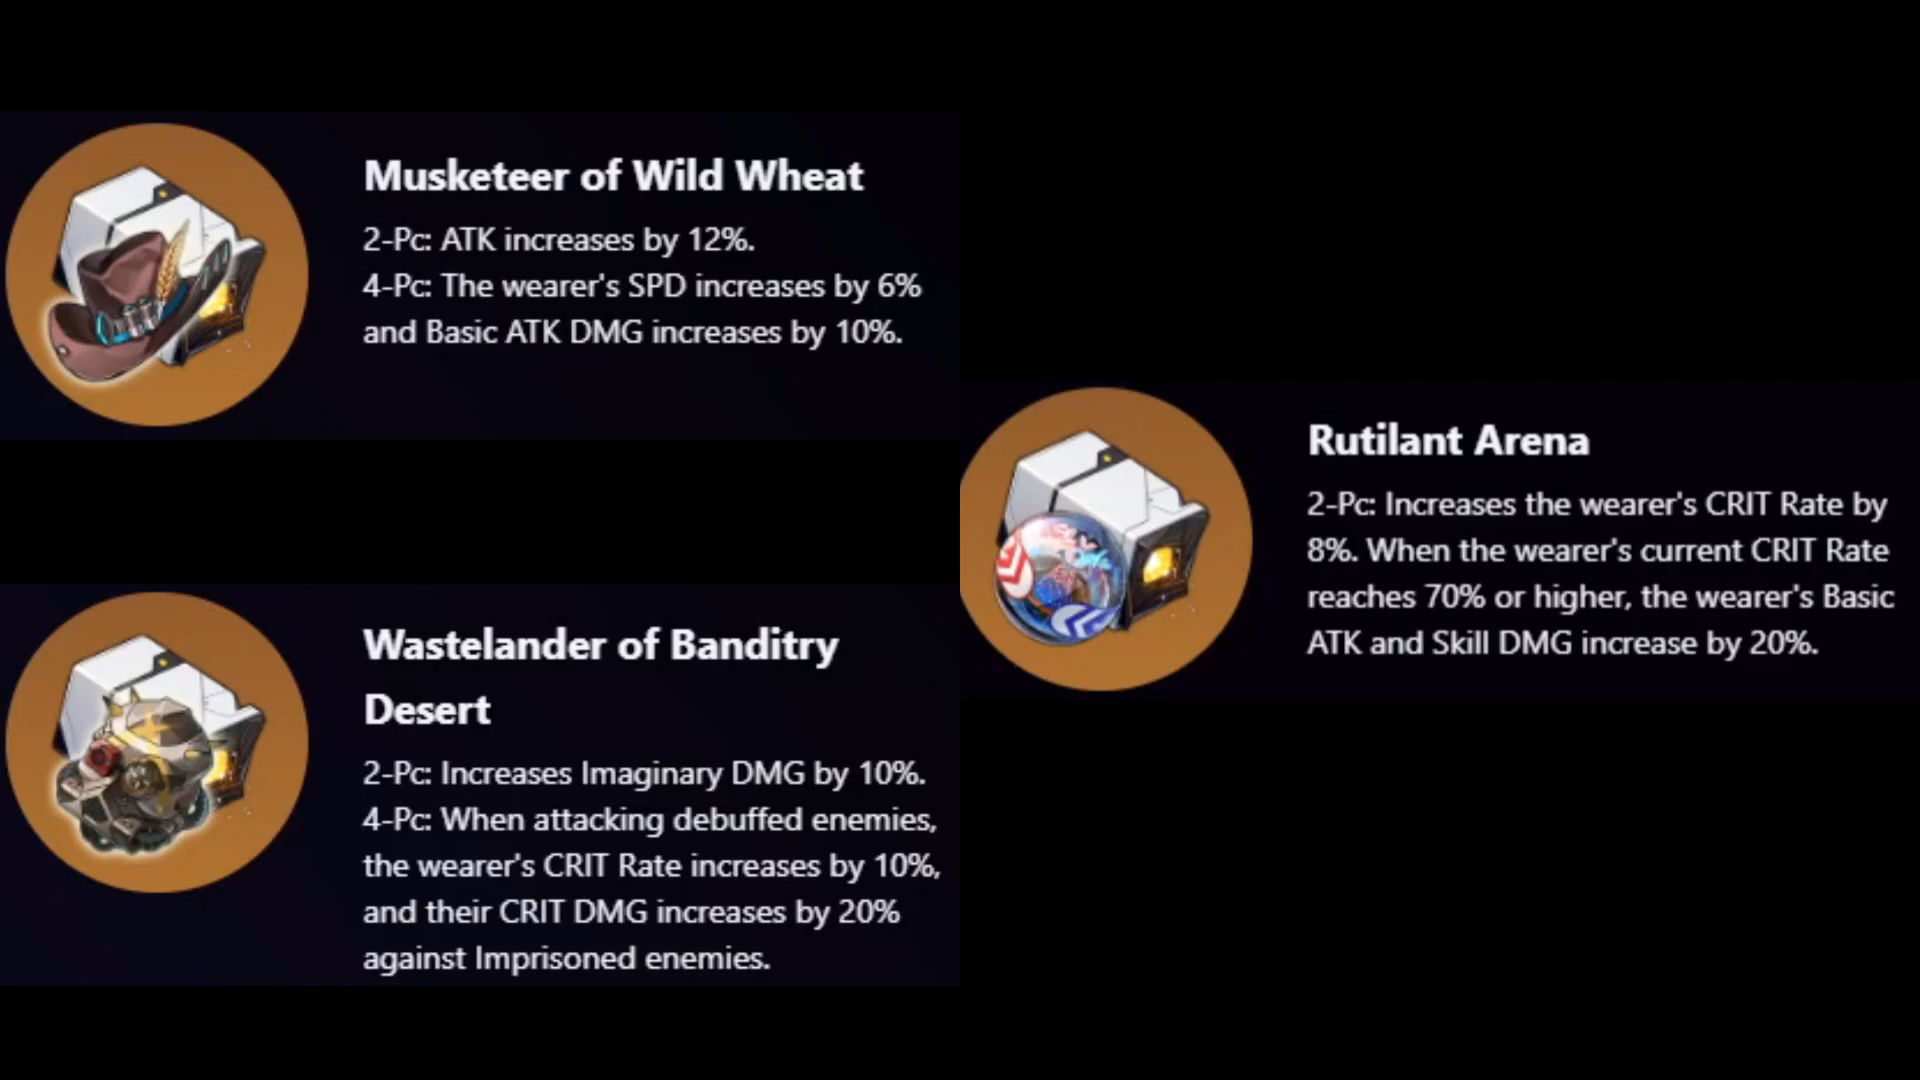 Musketeer of Wild Wheat
2-Pc: ATK increases by 12%.
4-Pc: The wearer's SPD increases by 6%
and Basic ATK DMG increases by 10%.
Wastelander of Banditry
Desert
2-Pc: Increases Imaginary DMG by 10%.
4-Pc: When attacking debuffed enemies,
the wearer's CRIT Rate increases by 10%,
and their CRIT DMG increases by 20%
against Imprisoned enemies.
Rutilant Arena
2-Pc: Increases the wearer's CRIT Rate by
8%. When the wearer's current CRIT Rate
reaches 70% or higher, the wearer's Basic
ATK and Skill DMG increase by 20%.